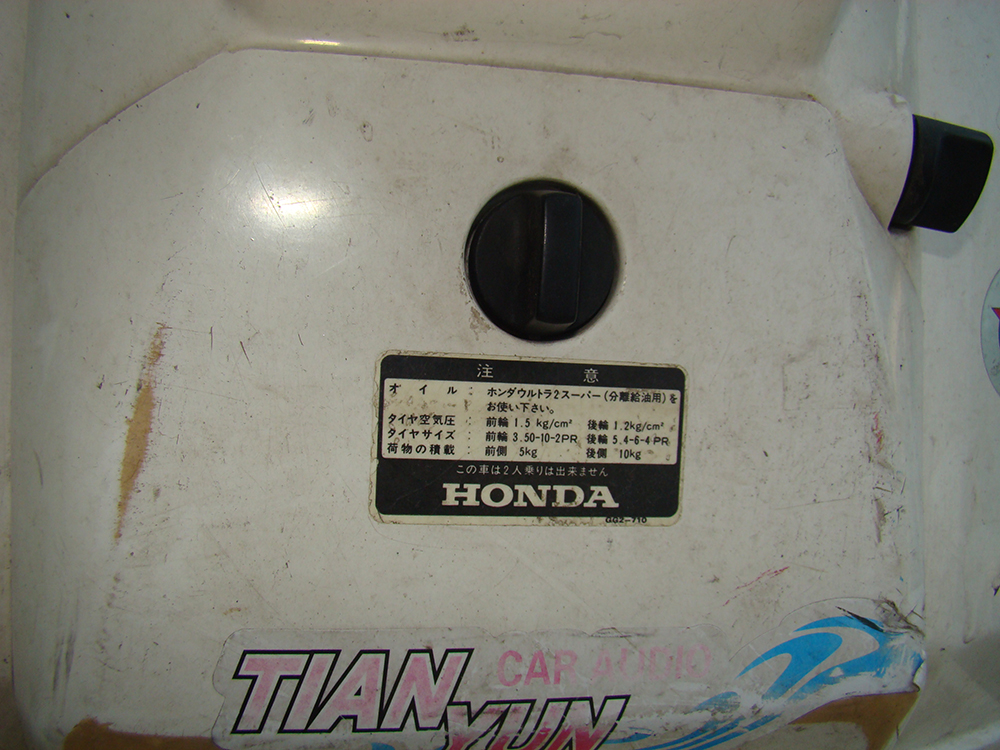 注 意
オイル: ホンダウルトラ2スーパー(分離給油用)を
お使い下さい。
タイヤ空気圧: 前輪 1.5 kg/cm² 後輪 1.2kg/cm²
タイヤサイズ: 前輪 3.50-10-2PR 後輪 5.4-6-4PR
荷物の積載: 前側 5kg 後側 10kg
この車は2人乗りは出来ません
HONDA
GG2-710
CAR AUDIO
TIAN
YUN